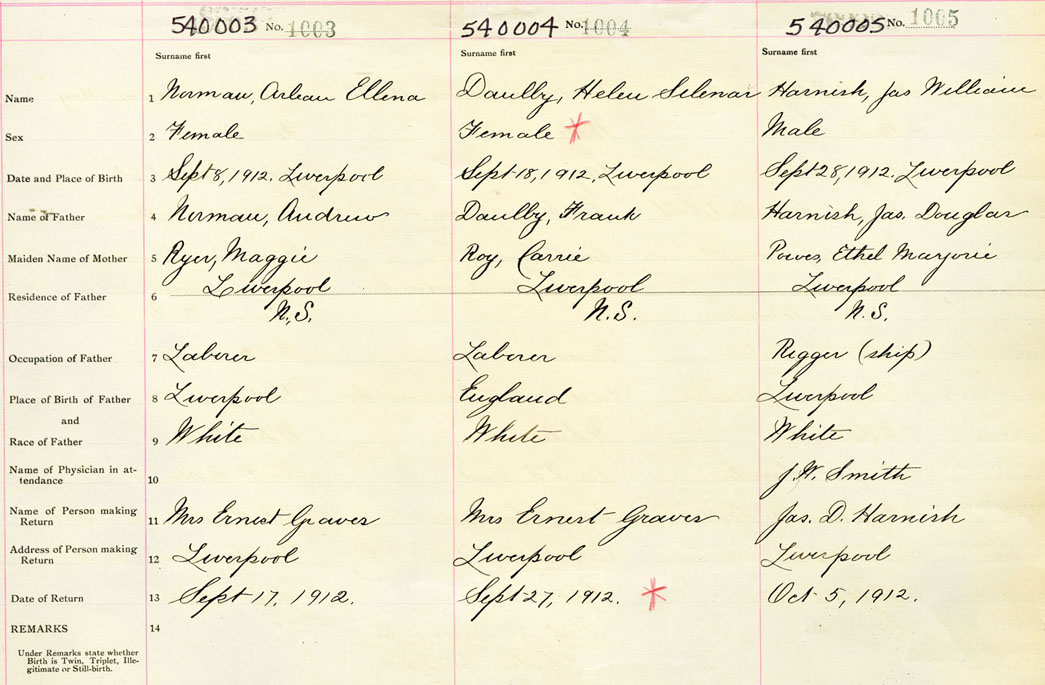 540003 No. 1003 540004 No. 1004 540005 No. 1005
Surname first Surname first Surname first
Name 1 Norman, Arleau Ellena Daulby, Helen Selenar Harnish, Jas William
Sex 2 Female Female Male
Date and Place of Birth 3 Sept 8, 1912. Liverpool Sept 18, 1912, Liverpool Sept 28, 1912. Liverpool
Name of Father 4 Norman, Andrew Daulby, Frank Harnish, Jas. Douglas
Maiden Name of Mother 5 Ryer, Maggie Roy, Carrie Ethel Marjorie
Residence of Father 6 Liverpool Liverpool Liverpool
N.S. N.S. N.S.
Occupation of Father 7 Laborer Laborer Rigger (ship)
Place of Birth of Father 8 Liverpool England Liverpool
and
Race of Father 9 White White White
Name of Physician in at-
tendance 10 J.W. Smith
Name of Person making
Return 11 Mrs Ernest Graves Mrs Ernest Graves Jas. D. Harnish
Address of Person making
Return 12 Liverpool Liverpool Liverpool
Date of Return 13 Sept 17, 1912. Sept 27, 1912. Oct 5, 1912.
REMARKS 14
Under Remarks state whether
Birth is Twin, Triplet, Ille-
gitimate or Still-birth.